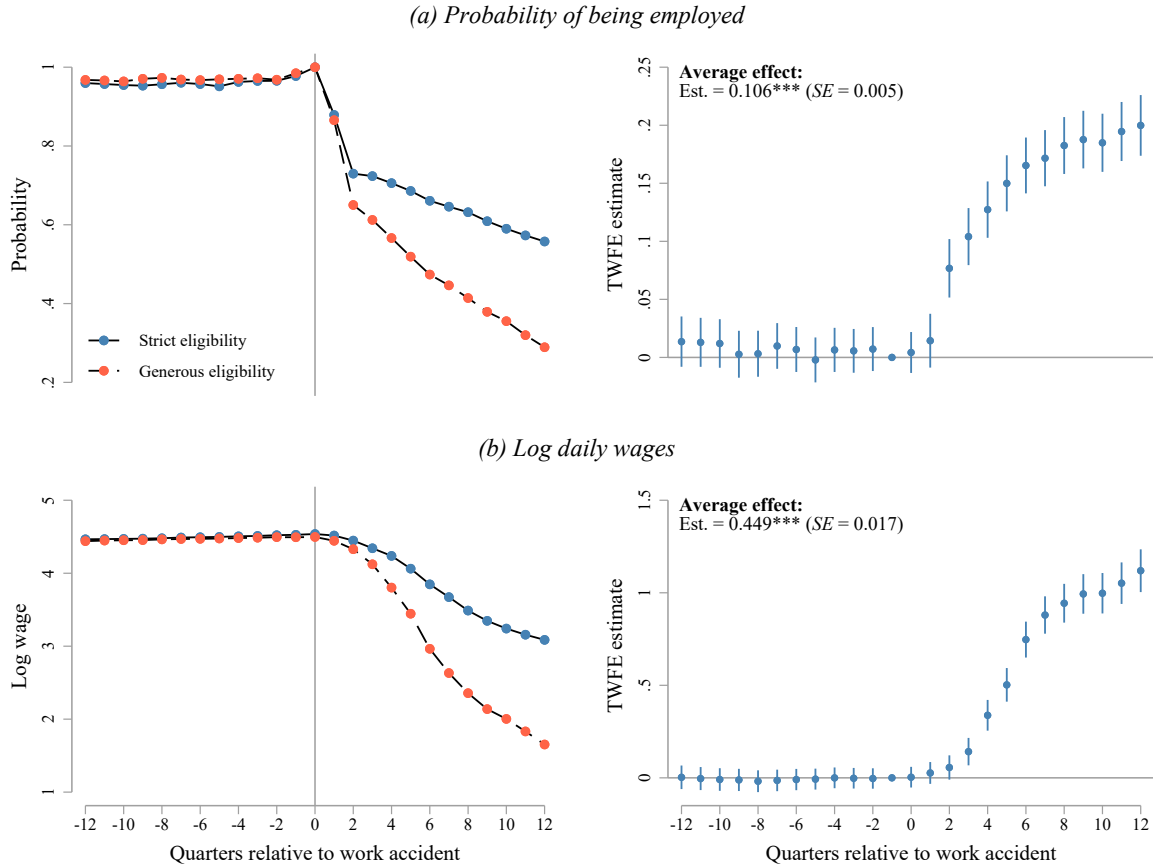 (a) Probability of being employed
Probability
1
.8
.6
.4
.2
Strict eligibility
Generous eligibility
TWFE estimate
.25
.2
.15
.1
.05
0
Average effect:
Est. = 0.106*** (SE = 0.005)
(b) Log daily wages
Log wage
5
4
3
2
1
-12 -10 -8 -6 -4 -2 0 2 4 6 8 10 12
Quarters relative to work accident
TWFE estimate
1.5
1
.5
0
Average effect:
Est. = 0.449*** (SE = 0.017)
-12 -10 -8 -6 -4 -2 0 2 4 6 8 10 12
Quarters relative to work accident